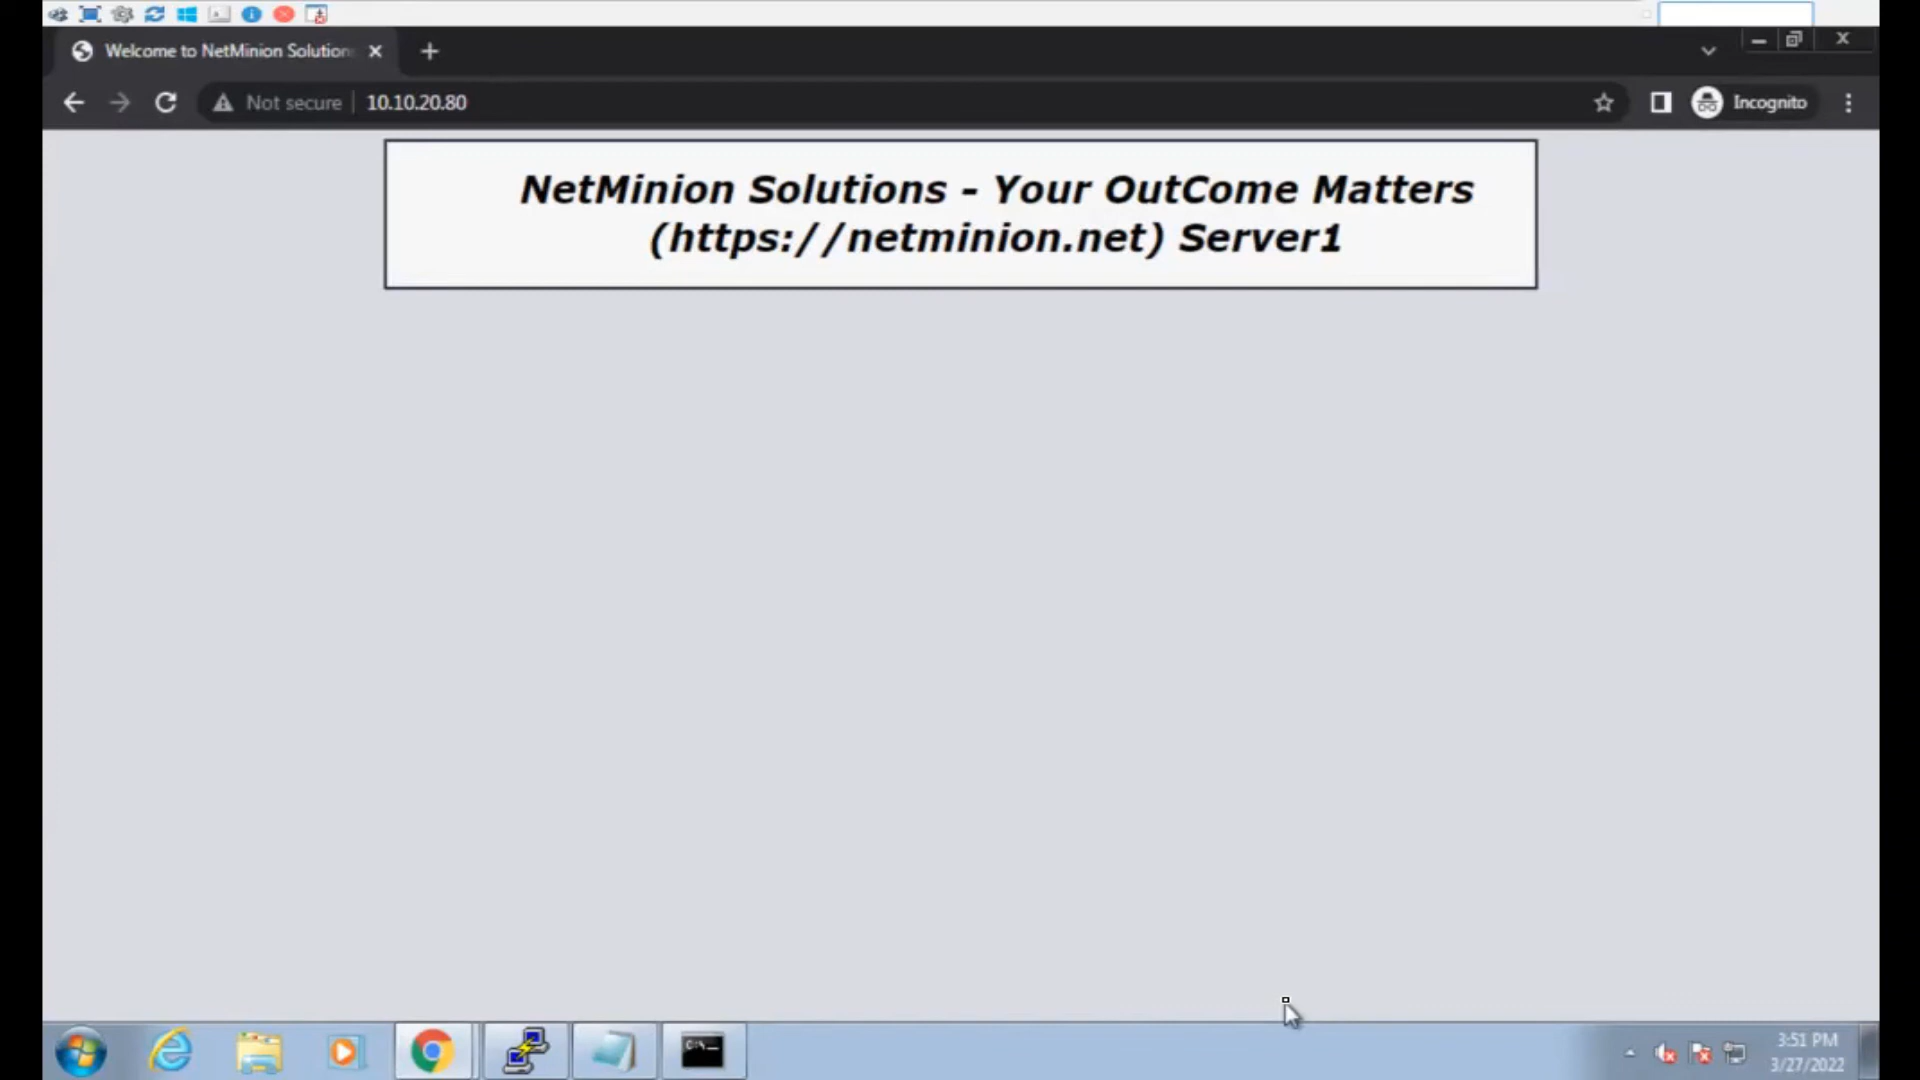 Welcome to NetMinion Solution
Not secure
10.10.20.80
Incognito
NetMinion Solutions - Your OutCome Matters
(https://netminion.net) Server1
3:51 PM
3/27/2022